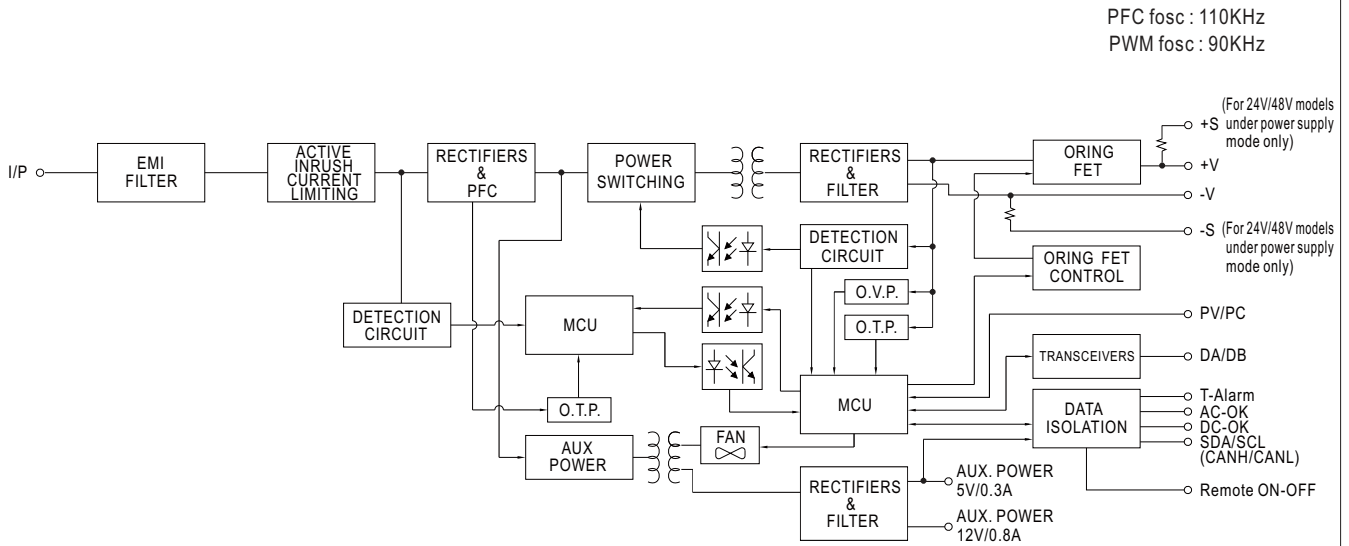 PFC fosc : 110KHz
PWM fosc : 90KHz
I/P
EMI
FILTER
ACTIVE
INRUSH
CURRENT
LIMITING
RECTIFIERS
&
PFC
POWER
SWITCHING
RECTIFIERS
&
FILTER
ORING
FET
+S
(For 24V/48V models
under power supply
mode only)
+V
-V
-S
(For 24V/48V models
under power supply
mode only)
DETECTION
CIRCUIT
ORING FET
CONTROL
O.V.P.
O.T.P.
DETECTION
CIRCUIT
MCU
PV/PC
TRANSCEIVERS
DA/DB
O.T.P.
MCU
DATA
ISOLATION
T-Alarm
AC-OK
DC-OK
SDA/SCL
(CANH/CANL)
Remote ON-OFF
AUX
POWER
FAN
RECTIFIERS
&
FILTER
AUX. POWER
5V/0.3A
AUX. POWER
12V/0.8A